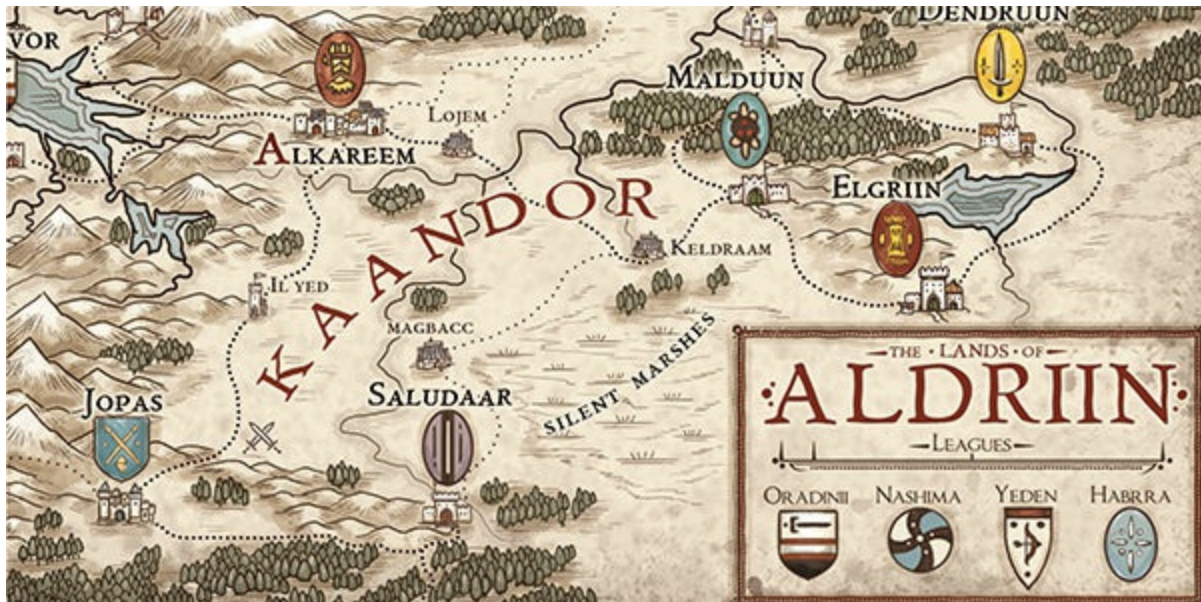 DENDRUUN
VOR
MALDUUN
LOJEM
ALKAREEM
ELGRIIN
KAANDOR
KELDRAAM
IL YED
MAGBACC
SILENT MARSHES
JOPAS
SALUDAAR
THE · LANDS · OF
ALDRIIN
LEAGUES
ORADINII NASHIMA YEDEN HABRRA